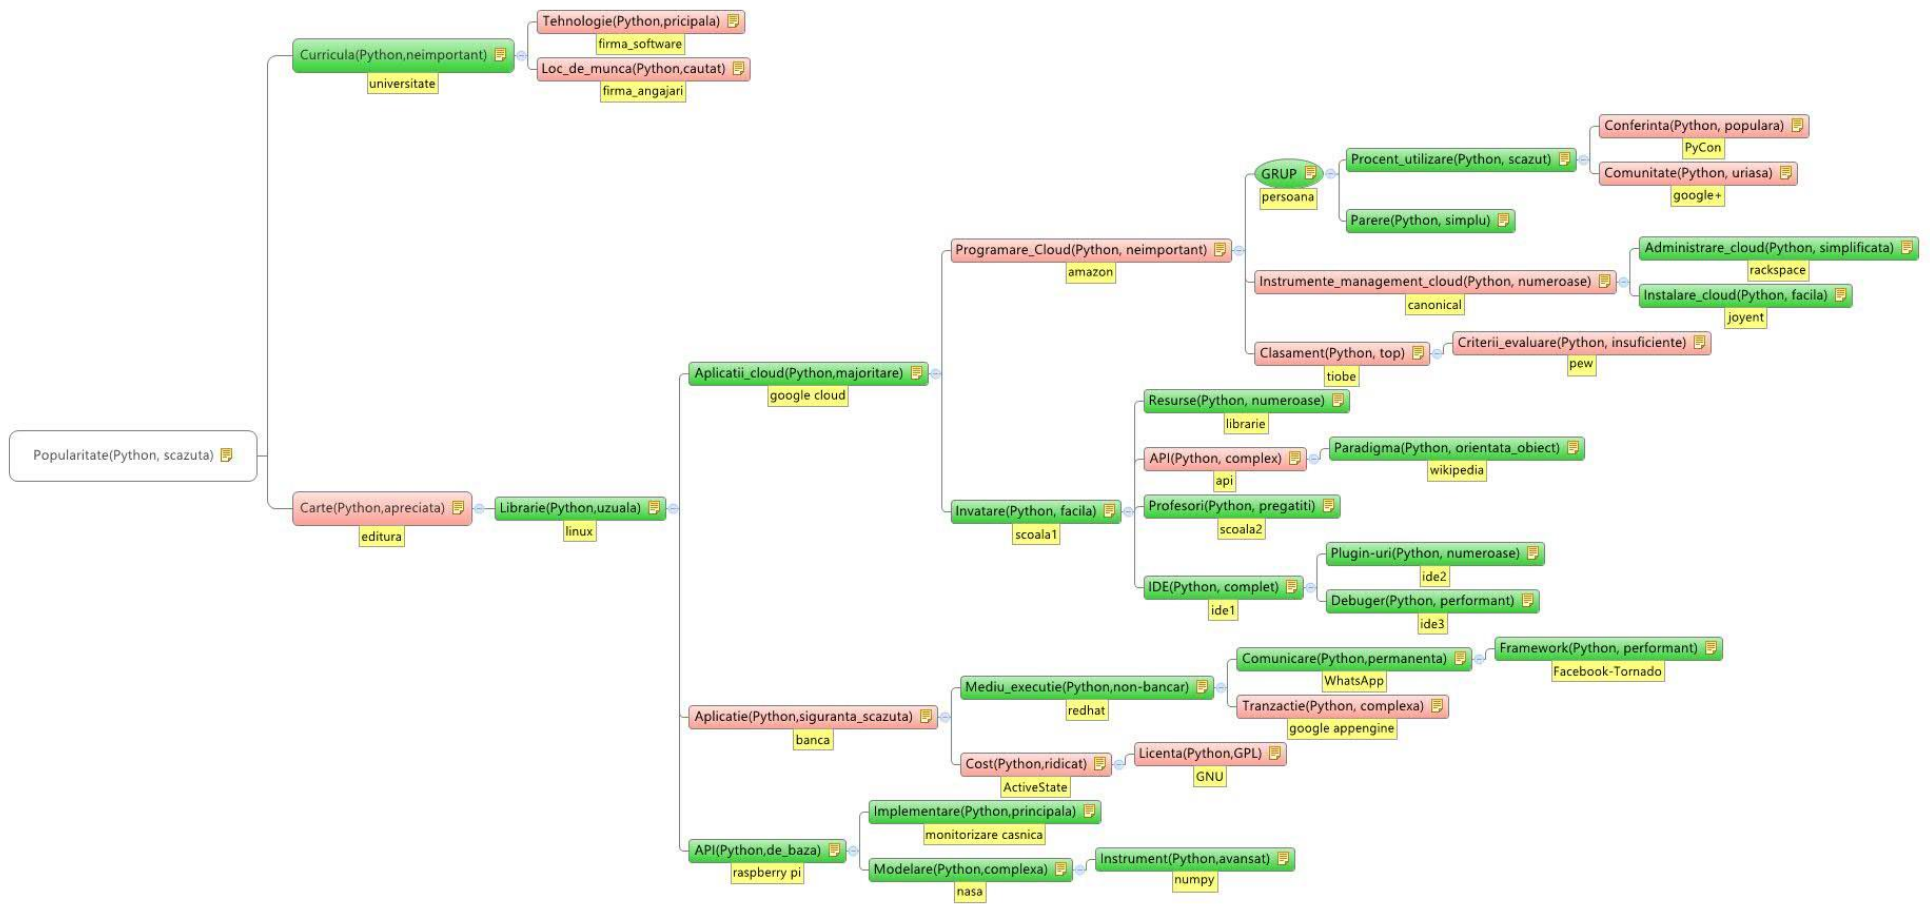 Tehnologie(Python,pricipala)
firma_software
Curricula(Python,neimportant)
universitate
Loc_de_munca(Python,cautat)
firma_angajari
Conferinta(Python, populara)
PyCon
Procent_utilizare(Python, scazut)
Comunitate(Python, uriasa)
google+
GRUP
persoana
Parere(Python, simplu)
Programare_Cloud(Python, neimportant)
amazon
Administrare_cloud(Python, simplificata)
rackspace
Instrumente_management_cloud(Python, numeroase)
canonical
Instalare_cloud(Python, facila)
joyent
Clasament(Python, top)
tiobe
Criterii_evaluare(Python, insuficiente)
pew
Aplicatii_cloud(Python,majoritare)
google cloud
Resurse(Python, numeroase)
librarie
API(Python, complex)
api
Paradigma(Python, orientata_obiect)
wikipedia
Popularitate(Python, scazuta)
Carte(Python,apreciata)
editura
Librarie(Python,uzuala)
linux
Invatare(Python, facila)
scoala1
Profesori(Python, pregatiti)
scoala2
IDE(Python, complet)
ide1
Plugin-uri(Python, numeroase)
ide2
Debuger(Python, performant)
ide3
Aplicatie(Python,siguranta_scazuta)
banca
Mediu_executie(Python,non-bancar)
redhat
Comunicare(Python,permanenta)
WhatsApp
Framework(Python, performant)
Facebook-Tornado
Tranzactie(Python, complexa)
google appengine
Cost(Python,ridicat)
ActiveState
Licenta(Python,GPL)
GNU
API(Python,de_baza)
raspberry pi
Implementare(Python,principala)
monitorizare casnica
Modelare(Python,complexa)
nasa
Instrument(Python,avansat)
numpy